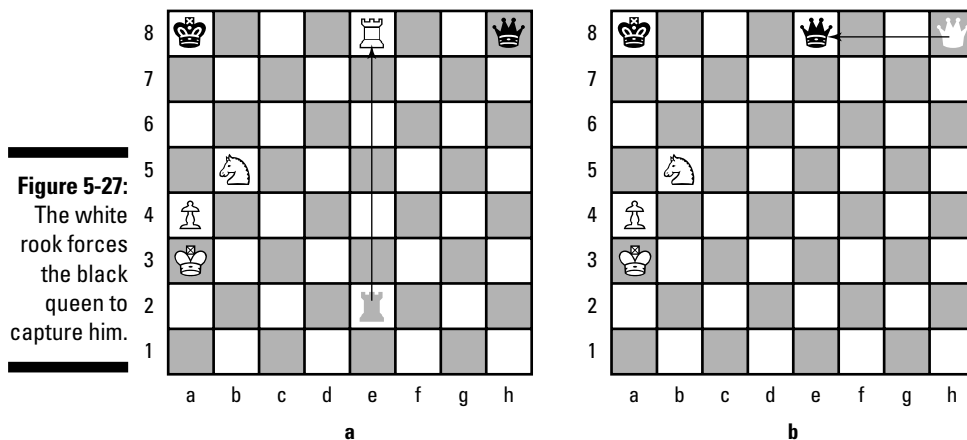 Figure 5-27:
The white
rook forces
the black
queen to
capture him.
8
7
6
5
4
3
2
1
a b c d e f g h
a
8
7
6
5
4
3
2
1
a b c d e f g h
b